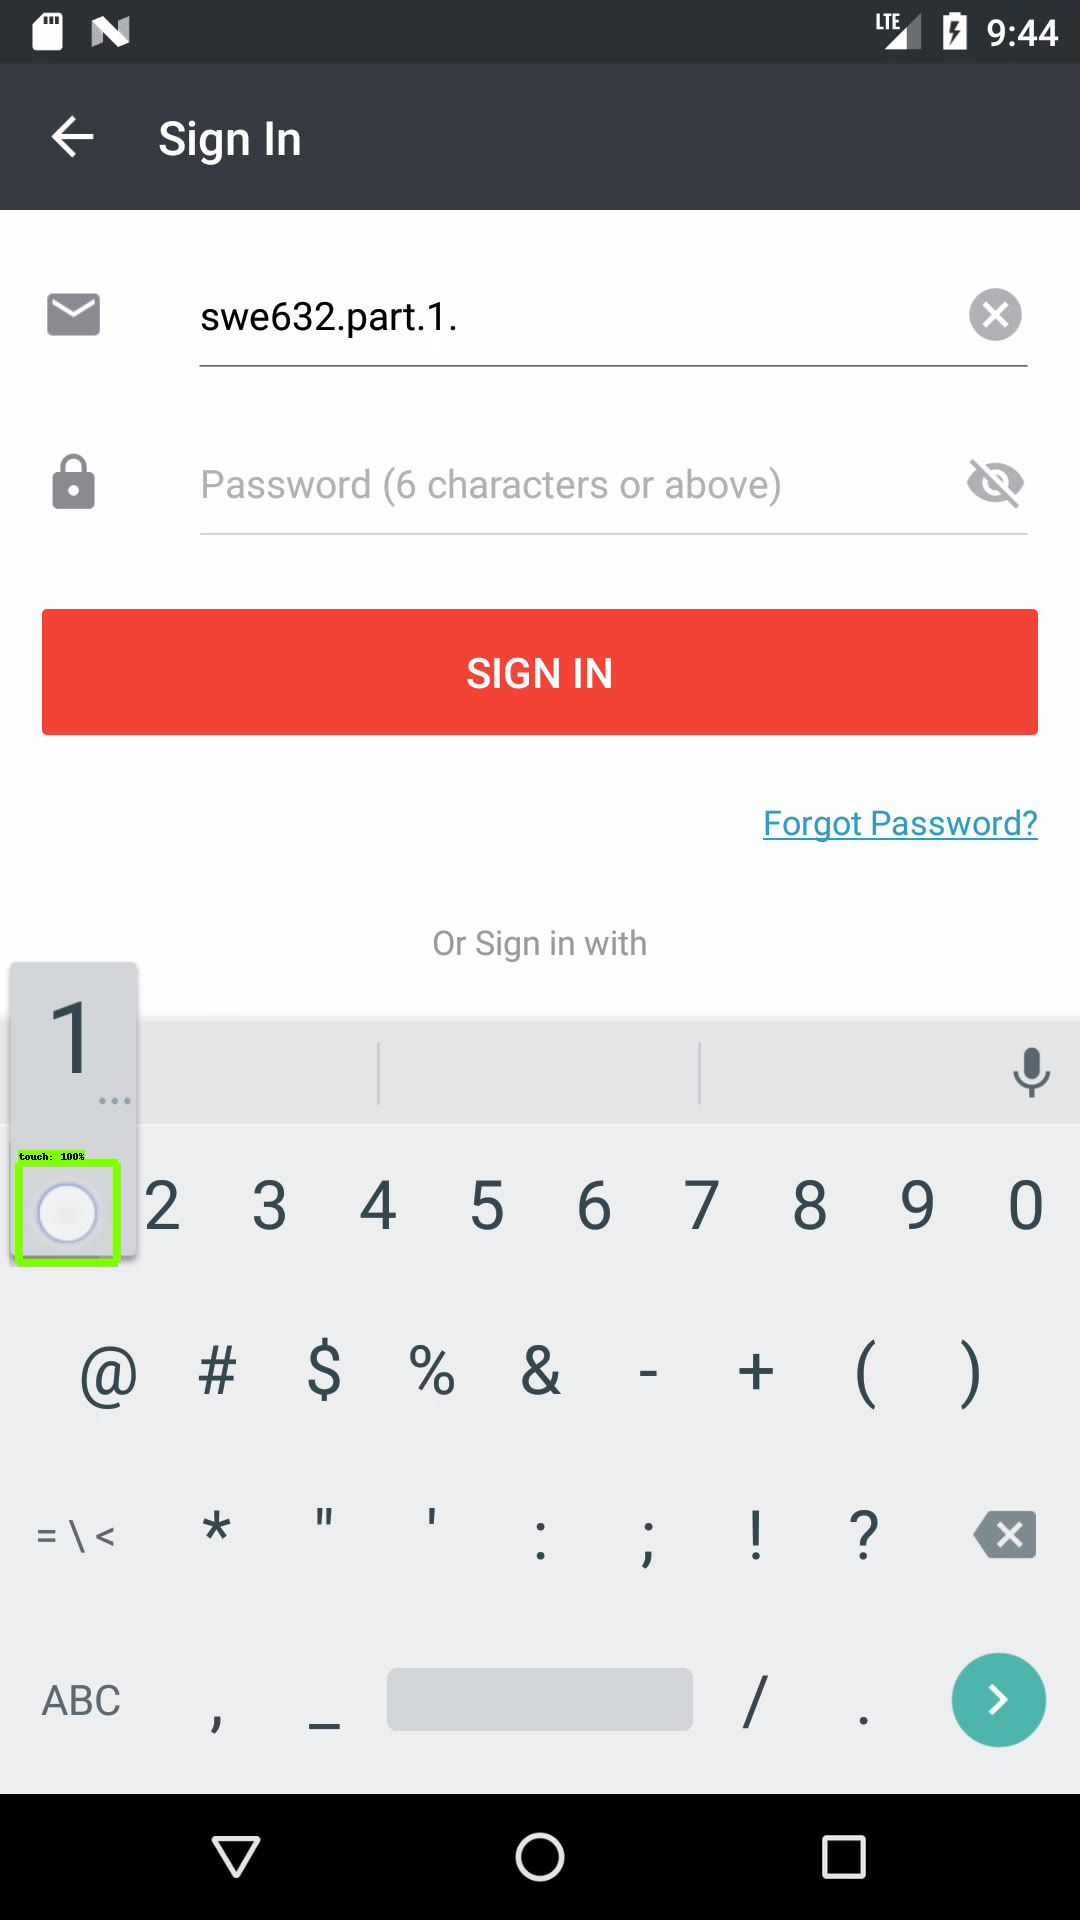 LTE 9:44
Sign In
swe632.part.1.
Password (6 characters or above)
SIGN IN
Forgot Password?
Or Sign in with
1
...
touch: 100%
2 3 4 5 6 7 8 9 0
@ # $ % & - + ( )
= \ < * " ' : ; ! ?
ABC , _ / .